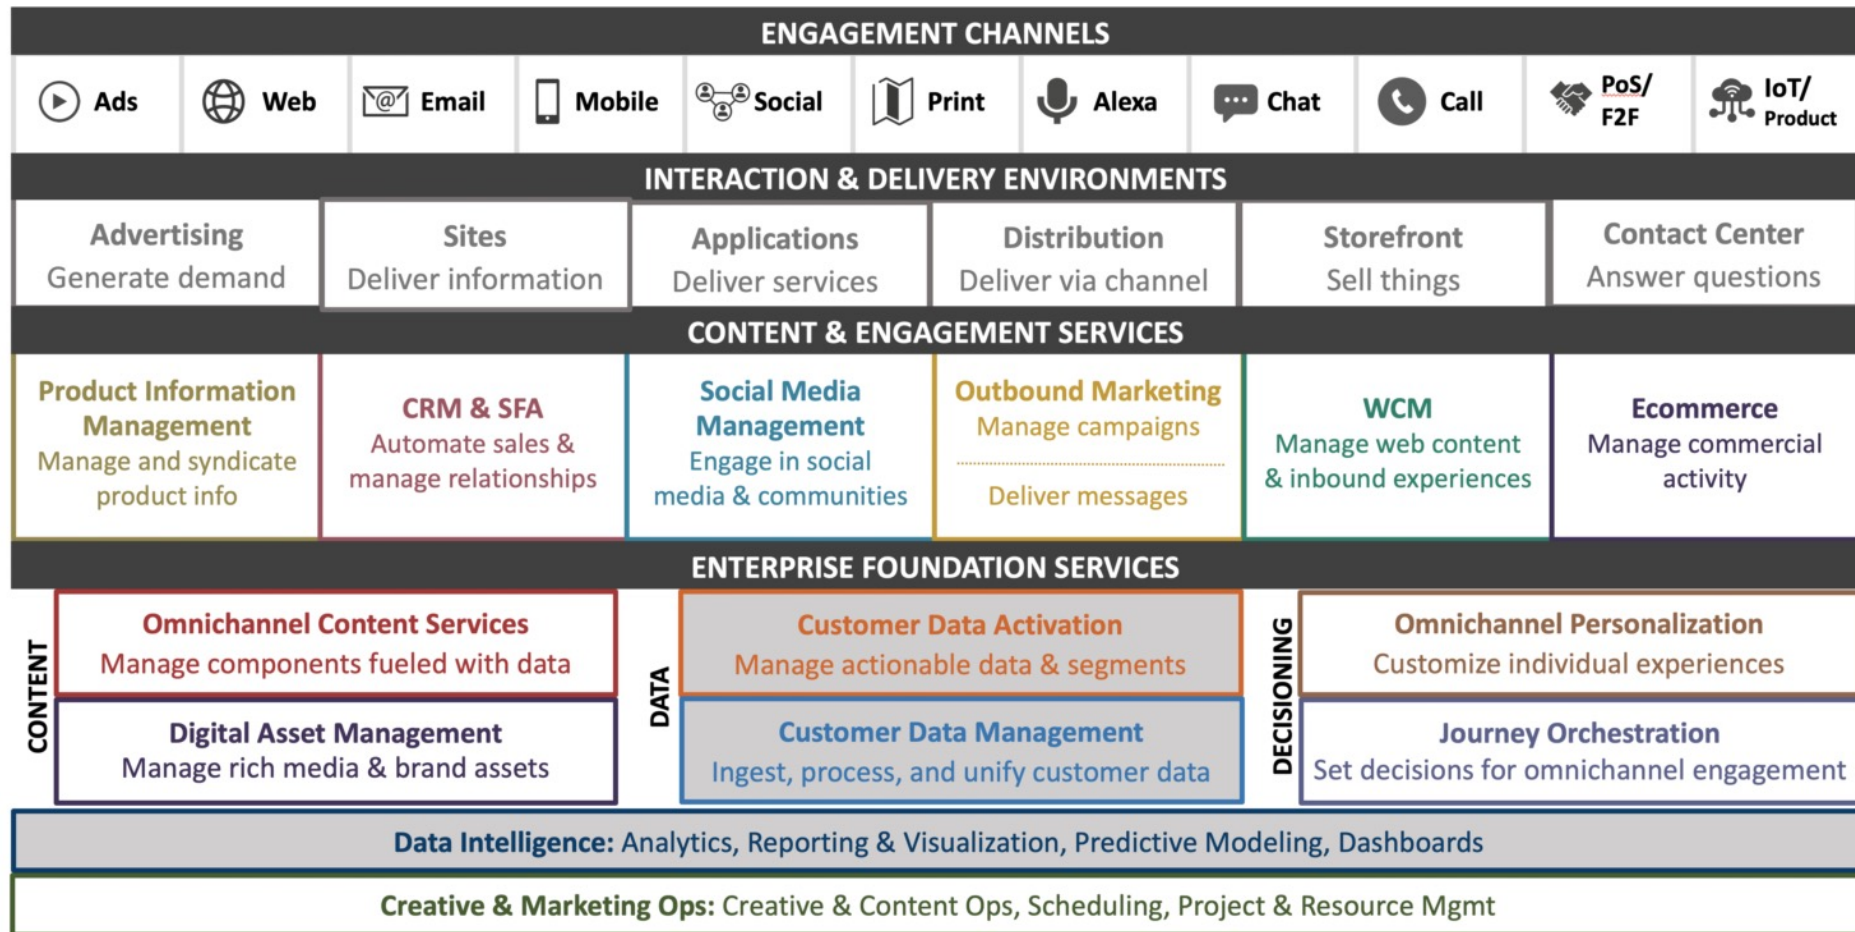 ENGAGEMENT CHANNELS
Ads
Web
@
Email
Mobile
Social
Print
Alexa
Chat
Call
PoS/
F2F
IoT/
Product
INTERACTION & DELIVERY ENVIRONMENTS
Advertising
Generate demand
Sites
Deliver information
Applications
Deliver services
Distribution
Deliver via channel
Storefront
Sell things
Contact Center
Answer questions
CONTENT & ENGAGEMENT SERVICES
Product Information
Management
Manage and syndicate
product info
CRM & SFA
Automate sales &
manage relationships
Social Media
Management
Engage in social
media & communities
Outbound Marketing
Manage campaigns
Deliver messages
WCM
Manage web content
& inbound experiences
Ecommerce
Manage commercial
activity
ENTERPRISE FOUNDATION SERVICES
CONTENT
Omnichannel Content Services
Manage components fueled with data
Digital Asset Management
Manage rich media & brand assets
DATA
Customer Data Activation
Manage actionable data & segments
Customer Data Management
Ingest, process, and unify customer data
DECISIONING
Omnichannel Personalization
Customize individual experiences
Journey Orchestration
Set decisions for omnichannel engagement
Data Intelligence: Analytics, Reporting & Visualization, Predictive Modeling, Dashboards
Creative & Marketing Ops: Creative & Content Ops, Scheduling, Project & Resource Mgmt